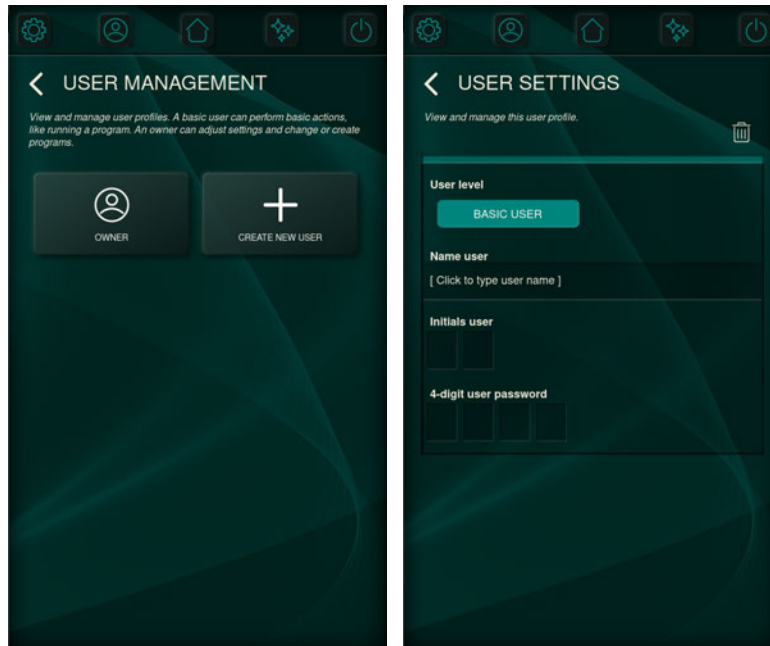 USER MANAGEMENT
View and manage user profiles. A basic user can perform basic actions,
like running a program. An owner can adjust settings and change or create
programs.
OWNER
CREATE NEW USER
USER SETTINGS
View and manage this user profile.
User level
BASIC USER
Name user
[ Click to type user name ]
Initials user
4-digit user password